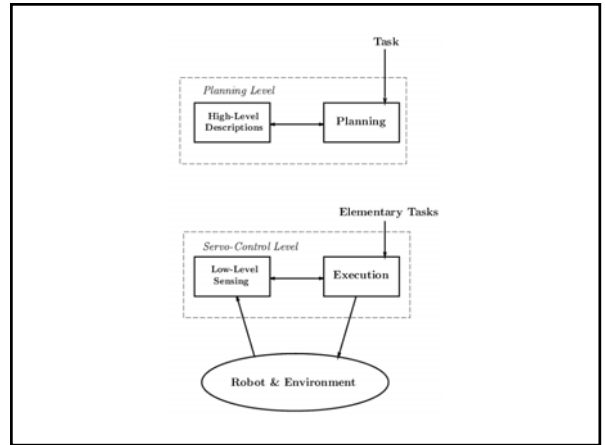 Task
Planning Level
High-Level
Descriptions
Planning
Elementary Tasks
Servo-Control Level
Low-Level
Sensing
Execution
Robot & Environment